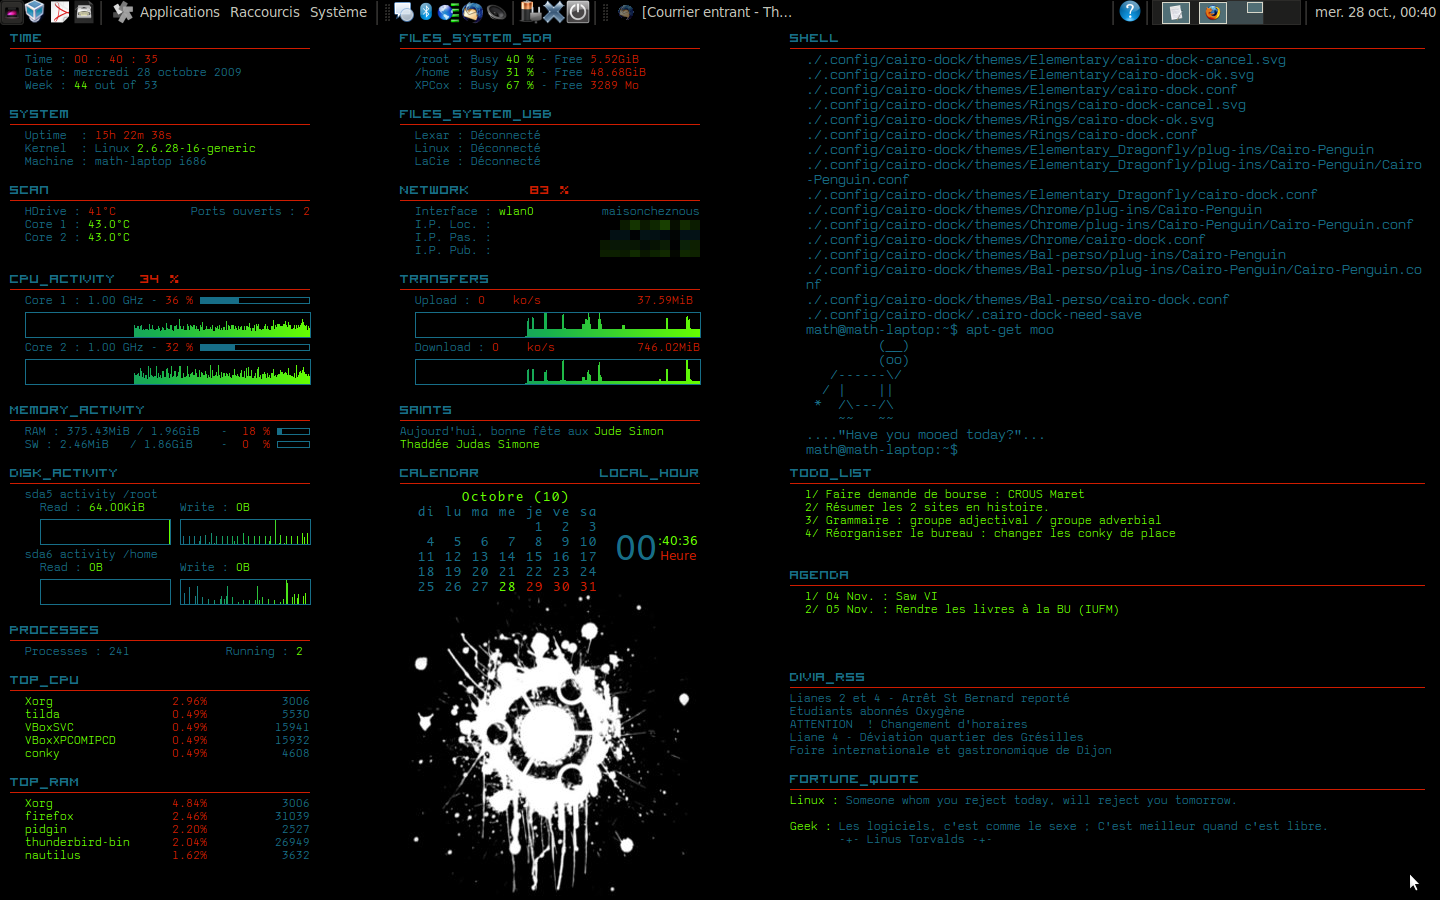 Applications Raccourcis Système [Courrier entrant - Th... mer. 28 oct., 00:40
TIME
Time : 00 : 40 : 35
Date : mercredi 28 octobre 2009
Week : 44 out of 53
SYSTEM
Uptime : 15h 22m 38s
Kernel : Linux 2.6.28-16-generic
Machine : math-laptop i686
SCAN
HDrive : 41°C Ports ouverts : 2
Core 1 : 43.0°C
Core 2 : 43.0°C
CPU_ACTIVITY 34 %
Core 1 : 1.00 GHz - 36 %
Core 2 : 1.00 GHz - 32 %
MEMORY_ACTIVITY
RAM : 375.43MiB / 1.96GiB - 18 %
SW : 2.46MiB / 1.86GiB - 0 %
DISK_ACTIVITY
sda5 activity /root
Read : 64.00KiB Write : 0B
sda6 activity /home
Read : 0B Write : 0B
PROCESSES
Processes : 241 Running : 2
TOP_CPU
Xorg 2.96% 3006
tilda 0.49% 5530
VBoxSVC 0.49% 15941
VBoxXPCOMIPCD 0.49% 15932
conky 0.49% 4608
TOP_RAM
Xorg 4.84% 3006
firefox 2.46% 31039
pidgin 2.20% 2527
thunderbird-bin 2.04% 26949
nautilus 1.62% 3632
FILES_SYSTEM_SDA
/root : Busy 40 % - Free 5.52GiB
/home : Busy 31 % - Free 48.68GiB
XPCox : Busy 67 % - Free 3289 Mo
FILES_SYSTEM_USB
Lexar : Déconnecté
Linux : Déconnecté
LaCie : Déconnecté
NETWORK 83 %
Interface : wlan0 maisoncheznous
I.P. Loc. :
I.P. Pas. :
I.P. Pub. :
TRANSFERS
Upload : 0 ko/s 37.59MiB
Download : 0 ko/s 746.02MiB
SAINTS
Aujourd'hui, bonne fête aux Jude Simon
Thaddée Judas Simone
CALENDAR LOCAL_HOUR
Octobre (10)
di lu ma me je ve sa
1 2 3
4 5 6 7 8 9 10
11 12 13 14 15 16 17
18 19 20 21 22 23 24
25 26 27 28 29 30 31
00 :40:36
Heure
SHELL
./.config/cairo-dock/themes/Elementary/cairo-dock-cancel.svg
./.config/cairo-dock/themes/Elementary/cairo-dock-ok.svg
./.config/cairo-dock/themes/Elementary/cairo-dock.conf
./.config/cairo-dock/themes/Rings/cairo-dock-cancel.svg
./.config/cairo-dock/themes/Rings/cairo-dock-ok.svg
./.config/cairo-dock/themes/Rings/cairo-dock.conf
./.config/cairo-dock/themes/Elementary_Dragonfly/plug-ins/Cairo-Penguin
./.config/cairo-dock/themes/Elementary_Dragonfly/plug-ins/Cairo-Penguin/Cairo
-Penguin.conf
./.config/cairo-dock/themes/Elementary_Dragonfly/cairo-dock.conf
./.config/cairo-dock/themes/Chrome/plug-ins/Cairo-Penguin
./.config/cairo-dock/themes/Chrome/plug-ins/Cairo-Penguin/Cairo-Penguin.conf
./.config/cairo-dock/themes/Chrome/cairo-dock.conf
./.config/cairo-dock/themes/Bal-perso/plug-ins/Cairo-Penguin
./.config/cairo-dock/themes/Bal-perso/plug-ins/Cairo-Penguin/Cairo-Penguin.co
nf
./.config/cairo-dock/themes/Bal-perso/cairo-dock.conf
./.config/cairo-dock/.cairo-dock-need-save
math@math-laptop:~$ apt-get moo
         (__)
         (oo)
   /------\/
  / |    ||
 *  /\---/\
    ~~   ~~
...."Have you mooed today?"...
math@math-laptop:~$
TODO_LIST
1/ Faire demande de bourse : CROUS Maret
2/ Résumer les 2 sites en histoire.
3/ Grammaire : groupe adjectival / groupe adverbial
4/ Réorganiser le bureau : changer les conky de place
AGENDA
1/ 04 Nov. : Saw VI
2/ 05 Nov. : Rendre les livres à la BU (IUFM)
DIVIA_RSS
Lianes 2 et 4 - Arrêt St Bernard reporté
Etudiants abonnés Oxygène
ATTENTION ! Changement d'horaires
Liane 4 - Déviation quartier des Grésilles
Foire internationale et gastronomique de Dijon
FORTUNE_QUOTE
Linux : Someone whom you reject today, will reject you tomorrow.
Geek : Les logiciels, c'est comme le sexe ; C'est meilleur quand c'est libre.
-+- Linus Torvalds -+-